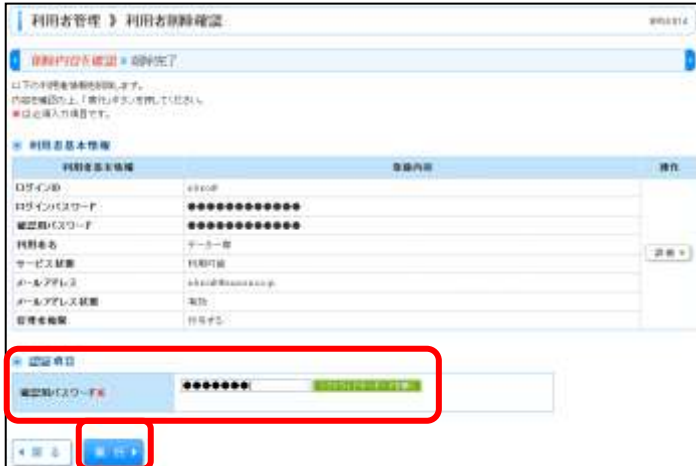 利用者管理 》 利用者削除確認
削除内容を確認 » 削除完了
以下の利用者情報を削除します。
内容を確認の上、「実行」ボタンを押してください。
※は必須入力項目です。
利用者基本情報
利用者基本情報 登録内容 操作
ログインID
ログインパスワード ●●●●●●●●●●●●
確認用パスワード ●●●●●●●●●●●●
利用者名 データ一郎
サービス状態 利用可能
詳細
メールアドレス
メールアドレス状態 有効
管理者権限 付与する
認証項目
確認用パスワード※ ●●●●●●●
戻る 実行